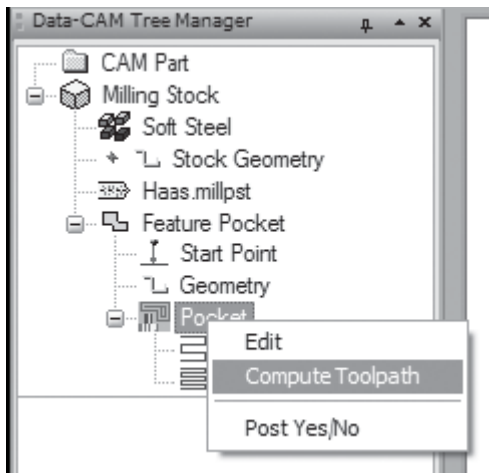 Data-CAM Tree Manager
CAM Part
Milling Stock
Soft Steel
Stock Geometry
Haas.millpst
Feature Pocket
Start Point
Geometry
Pocket
Edit
Compute Toolpath
Post Yes/No